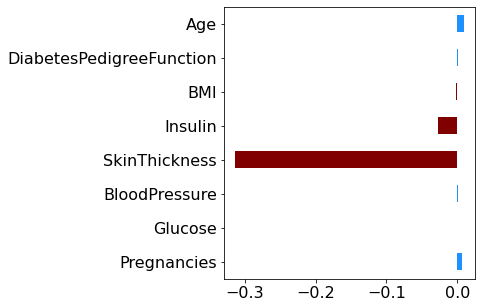 Age
DiabetesPedigreeFunction
BMI
Insulin
SkinThickness
BloodPressure
Glucose
Pregnancies
−0.3 −0.2 −0.1 0.0